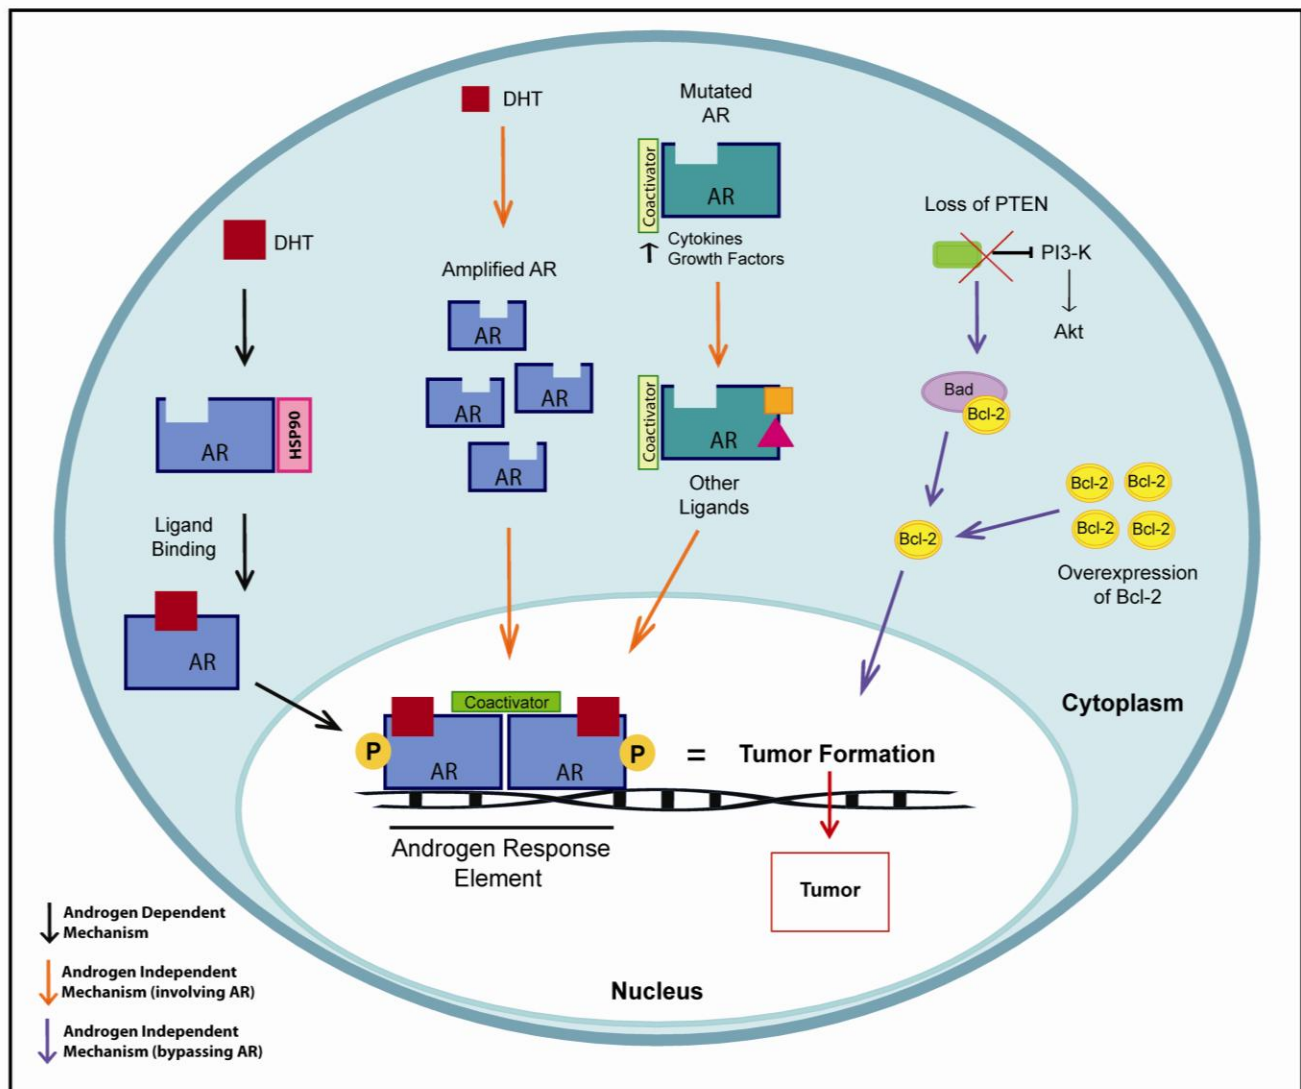 DHT
AR
HSP90
Ligand
Binding
AR
DHT
Amplified AR
AR
AR
AR
AR
Mutated
AR
Coactivator
AR
Cytokines
Growth Factors
Coactivator
AR
Other
Ligands
Loss of PTEN
PI3-K
Akt
Bad
Bcl-2
Bcl-2
Bcl-2
Bcl-2
Bcl-2
Bcl-2
Overexpression
of Bcl-2
Cytoplasm
Coactivator
P
AR
AR
P
=
Tumor Formation
Androgen Response
Element
Tumor
Nucleus
Androgen Dependent
Mechanism
Androgen Independent
Mechanism (involving AR)
Androgen Independent
Mechanism (bypassing AR)